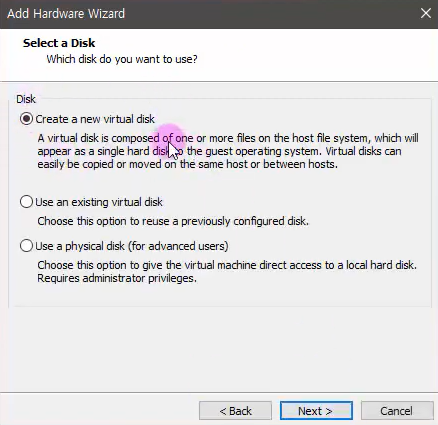 Add Hardware Wizard
Select a Disk
Which disk do you want to use?
Disk
Create a new virtual disk
A virtual disk is composed of one or more files on the host file system, which will
appear as a single hard disk to the guest operating system. Virtual disks can
easily be copied or moved on the same host or between hosts.
Use an existing virtual disk
Choose this option to reuse a previously configured disk.
Use a physical disk (for advanced users)
Choose this option to give the virtual machine direct access to a local hard disk.
Requires administrator privileges.
< Back
Next >
Cancel